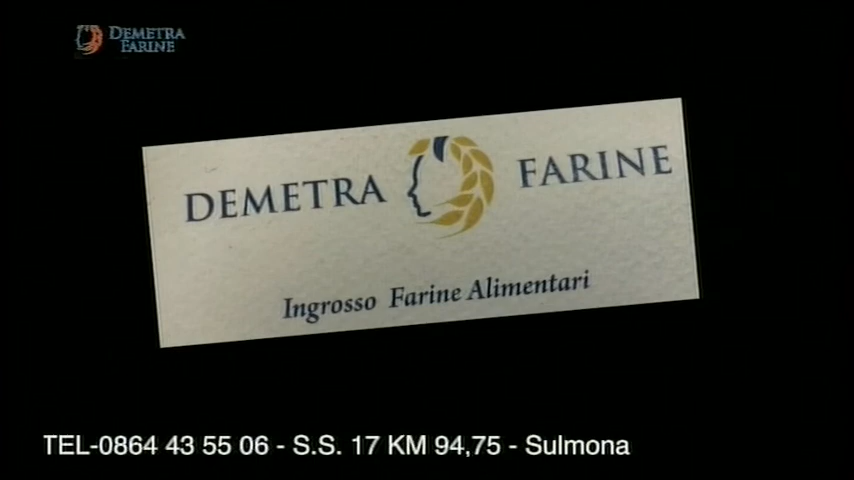 DEMETRA
FARINE
DEMETRA FARINE
Ingrosso Farine Alimentari
TEL-0864 43 55 06 - S.S. 17 KM 94,75 - Sulmona